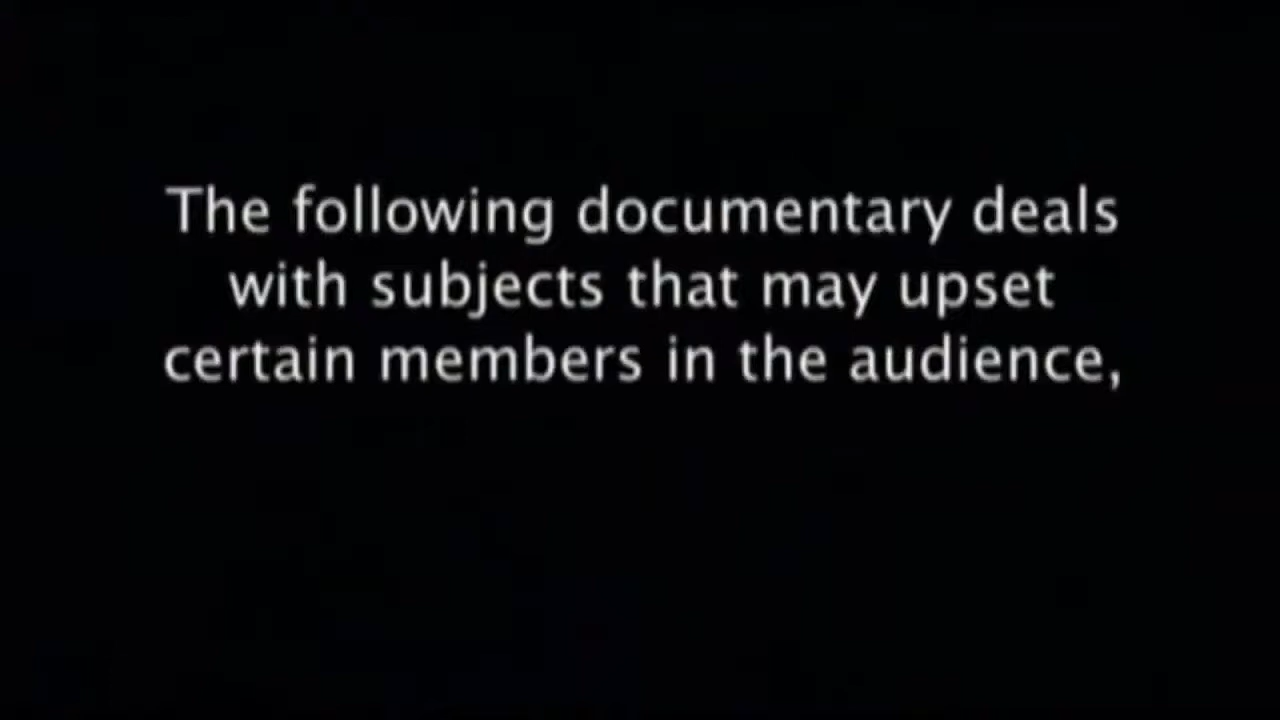 The following documentary deals
with subjects that may upset
certain members in the audience,